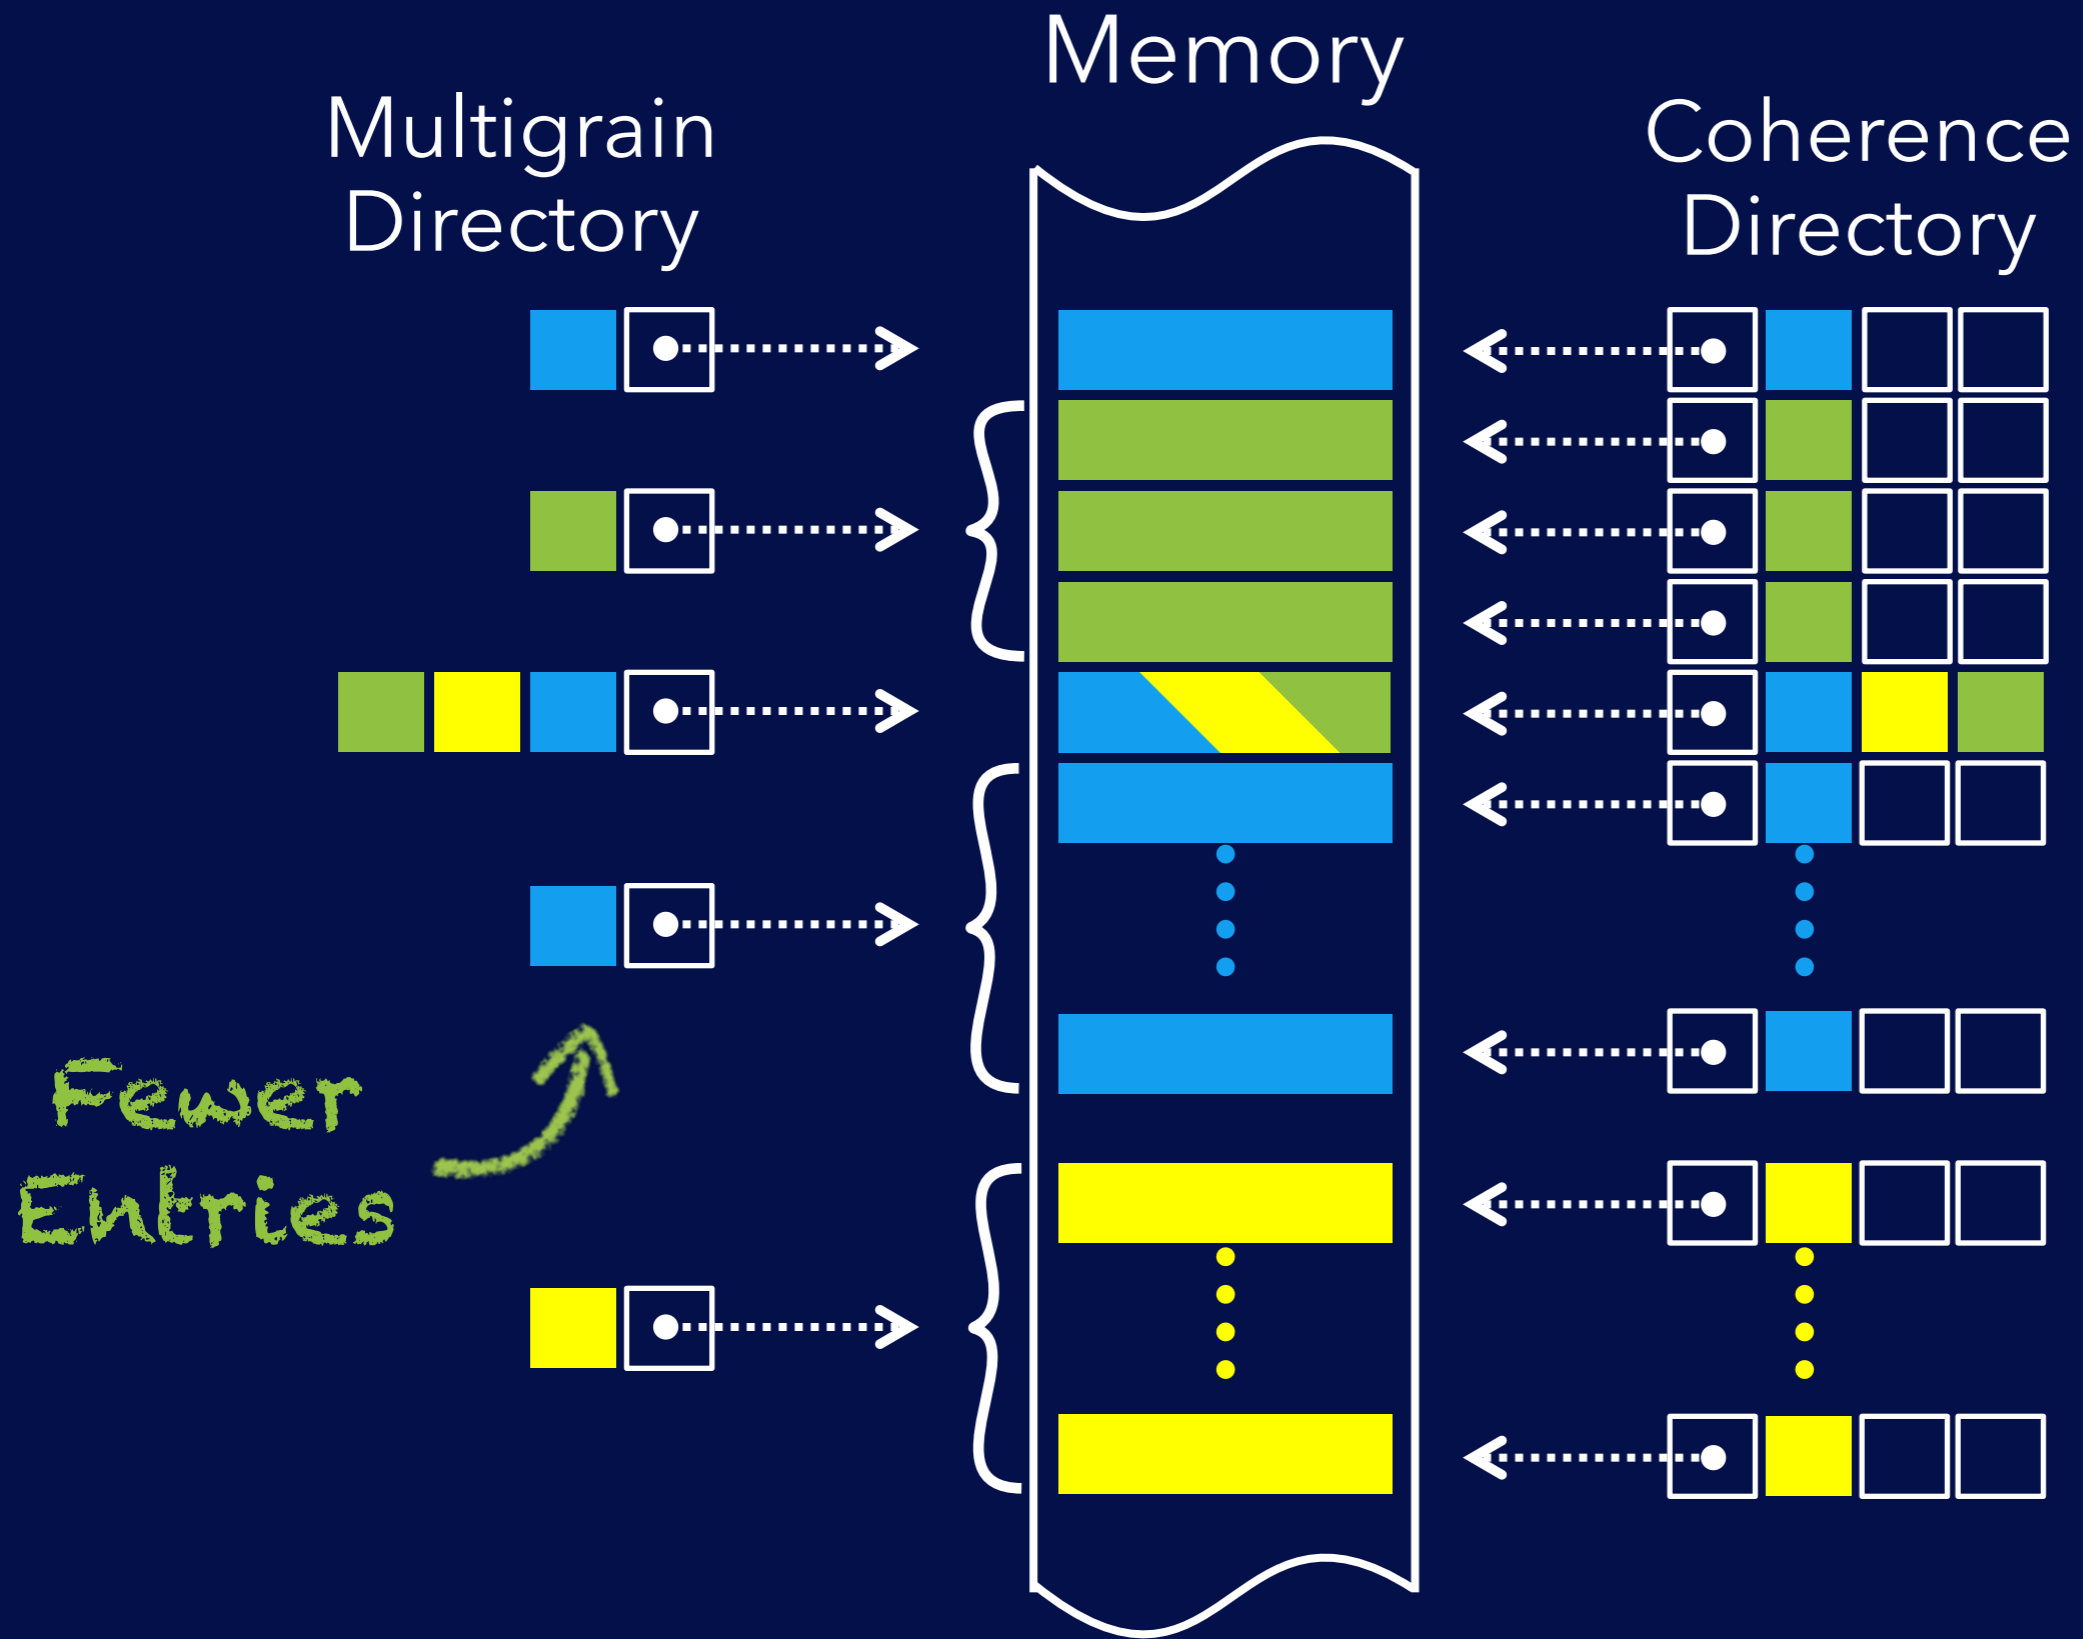 Memory
Multigrain
Directory
Coherence
Directory
Fewer
Entries